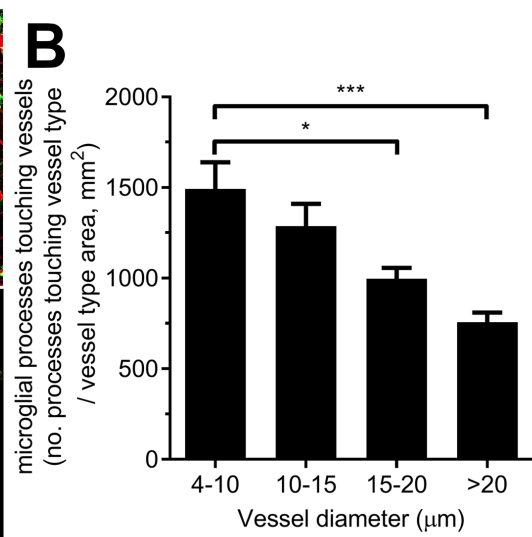 B
microglial processes touching vessels
(no. processes touching vessel type
/ vessel type area, mm²)
2000
1500
1000
500
0
***
*
4-10 10-15 15-20 >20
Vessel diameter (μm)